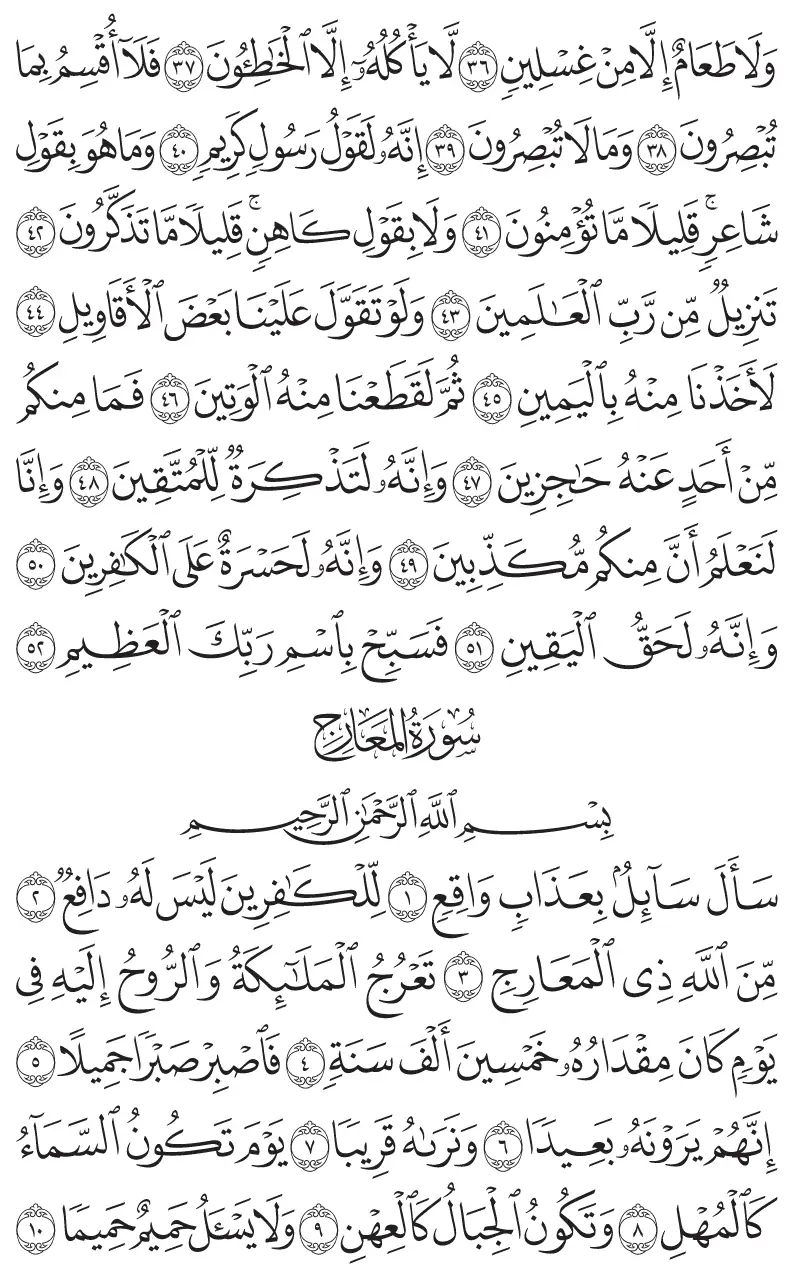 وَلَا طَعَامٌ إِلَّا مِنْ غِسْلِينٍ ٣٦ لَّا يَأْكُلُهُۥٓ إِلَّا ٱلْخَٰطِـُٔونَ ٣٧ فَلَآ أُقْسِمُ بِمَا
تُبْصِرُونَ ٣٨ وَمَا لَا تُبْصِرُونَ ٣٩ إِنَّهُۥ لَقَوْلُ رَسُولٍ كَرِيمٍ ٤٠ وَمَا هُوَ بِقَوْلِ
شَاعِرٍۚ قَلِيلًا مَّا تُؤْمِنُونَ ٤١ وَلَا بِقَوْلِ كَاهِنٍۚ قَلِيلًا مَّا تَذَكَّرُونَ ٤٢
تَنزِيلٌ مِّن رَّبِّ ٱلْعَٰلَمِينَ ٤٣ وَلَوْ تَقَوَّلَ عَلَيْنَا بَعْضَ ٱلْأَقَاوِيلِ ٤٤
لَأَخَذْنَا مِنْهُ بِٱلْيَمِينِ ٤٥ ثُمَّ لَقَطَعْنَا مِنْهُ ٱلْوَتِينَ ٤٦ فَمَا مِنكُم
مِّنْ أَحَدٍ عَنْهُ حَٰجِزِينَ ٤٧ وَإِنَّهُۥ لَتَذْكِرَةٌ لِّلْمُتَّقِينَ ٤٨ وَإِنَّا
لَنَعْلَمُ أَنَّ مِنكُم مُّكَذِّبِينَ ٤٩ وَإِنَّهُۥ لَحَسْرَةٌ عَلَى ٱلْكَٰفِرِينَ ٥٠
وَإِنَّهُۥ لَحَقُّ ٱلْيَقِينِ ٥١ فَسَبِّحْ بِٱسْمِ رَبِّكَ ٱلْعَظِيمِ ٥٢
سُورَةُ المَعَارِجِ
بِسْمِ ٱللَّهِ ٱلرَّحْمَٰنِ ٱلرَّحِيمِ
سَأَلَ سَآئِلٌۢ بِعَذَابٍ وَاقِعٍ ١ لِّلْكَٰفِرِينَ لَيْسَ لَهُۥ دَافِعٌ ٢
مِّنَ ٱللَّهِ ذِى ٱلْمَعَارِجِ ٣ تَعْرُجُ ٱلْمَلَٰٓئِكَةُ وَٱلرُّوحُ إِلَيْهِ فِى
يَوْمٍ كَانَ مِقْدَارُهُۥ خَمْسِينَ أَلْفَ سَنَةٍ ٤ فَٱصْبِرْ صَبْرًا جَمِيلًا ٥
إِنَّهُمْ يَرَوْنَهُۥ بَعِيدًا ٦ وَنَرَىٰهُ قَرِيبًا ٧ يَوْمَ تَكُونُ ٱلسَّمَآءُ
كَٱلْمُهْلِ ٨ وَتَكُونُ ٱلْجِبَالُ كَٱلْعِهْنِ ٩ وَلَا يَسْـَٔلُ حَمِيمٌ حَمِيمًا ١٠